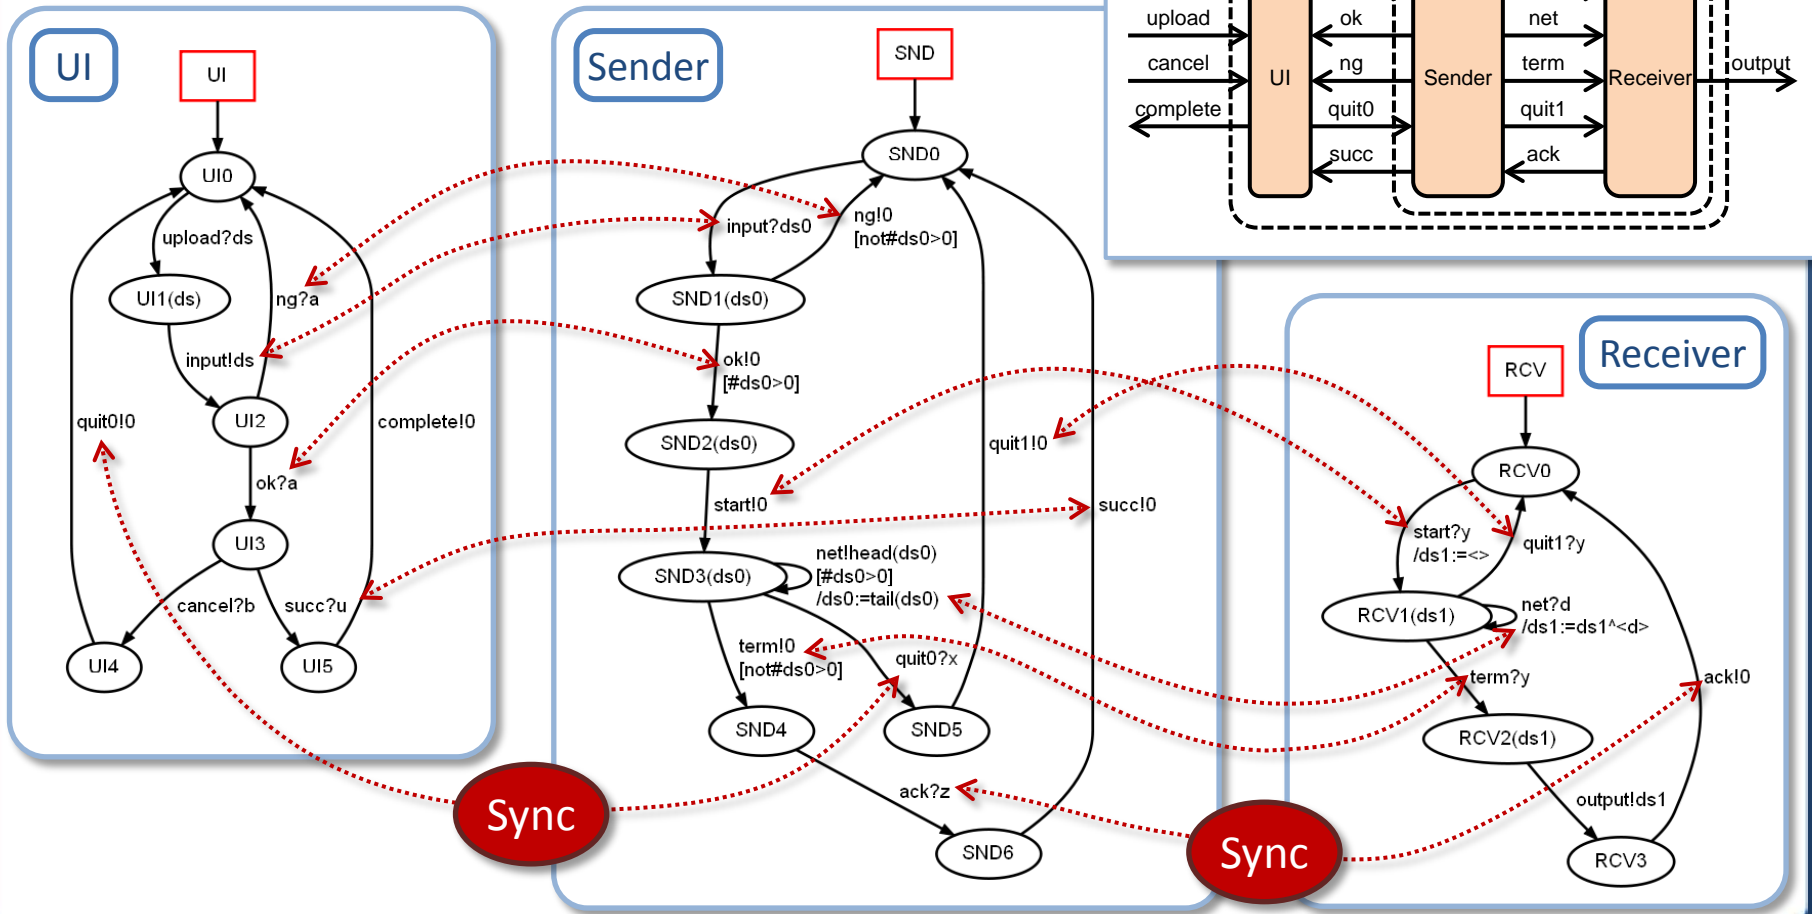 UI
UI
UI0
upload?ds
UI1(ds)
ng?a
input!ds
UI2
quit0!0
complete!0
ok?a
UI3
cancel?b
succ?u
UI4
UI5
Sender
SND
SND0
input?ds0
ng!0
[not#ds0>0]
SND1(ds0)
ok!0
[#ds0>0]
SND2(ds0)
quit1!0
start!0
succ!0
net!head(ds0)
[#ds0>0]
/ds0:=tail(ds0)
SND3(ds0)
term!0
[not#ds0>0]
quit0?x
SND4
SND5
ack?z
SND6
Sync
Sync
upload
cancel
complete
UI
ok
ng
quit0
succ
Sender
net
term
quit1
ack
Receiver
output
Receiver
RCV
RCV0
start?y
/ds1:=<>
quit1?y
RCV1(ds1)
net?d
/ds1:=ds1^<d>
term?y
ack!0
RCV2(ds1)
output!ds1
RCV3